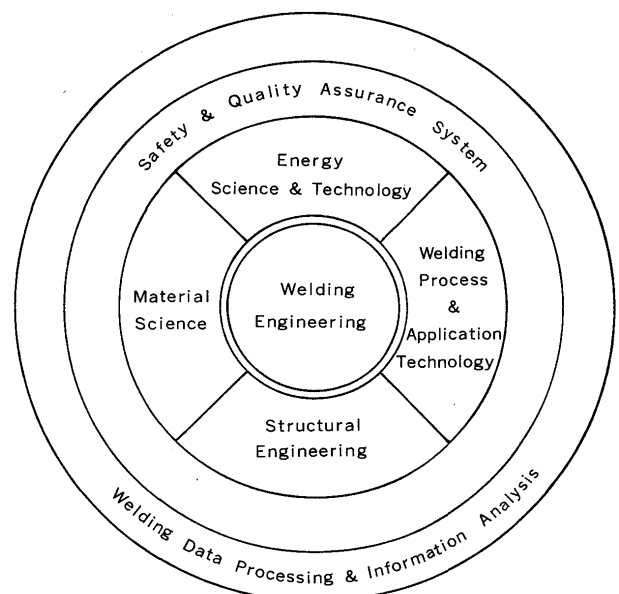 Safety & Quality Assurance System
Energy
Science & Technology
Welding
Process
&
Application
Technology
Material
Science
Welding
Engineering
Structural
Engineering
Welding Data Processing & Information Analysis